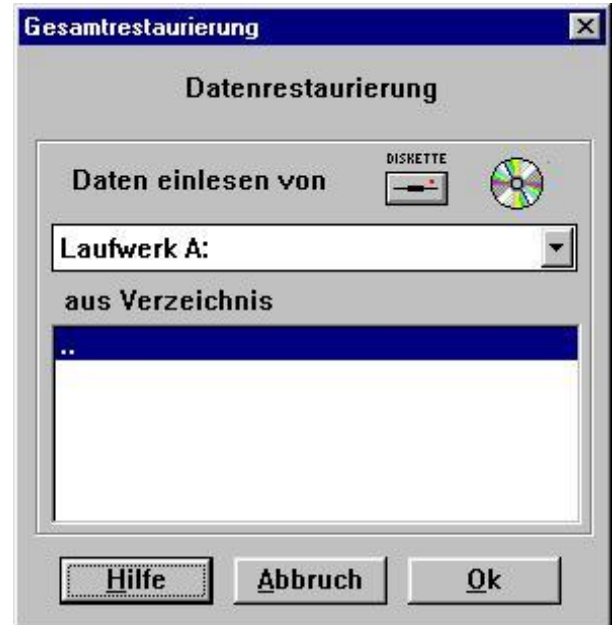 Gesamtrestaurierung
Datenrestaurierung
DISKETTE
Daten einlesen von
Laufwerk A:
aus Verzeichnis
..
Hilfe Abbruch Ok